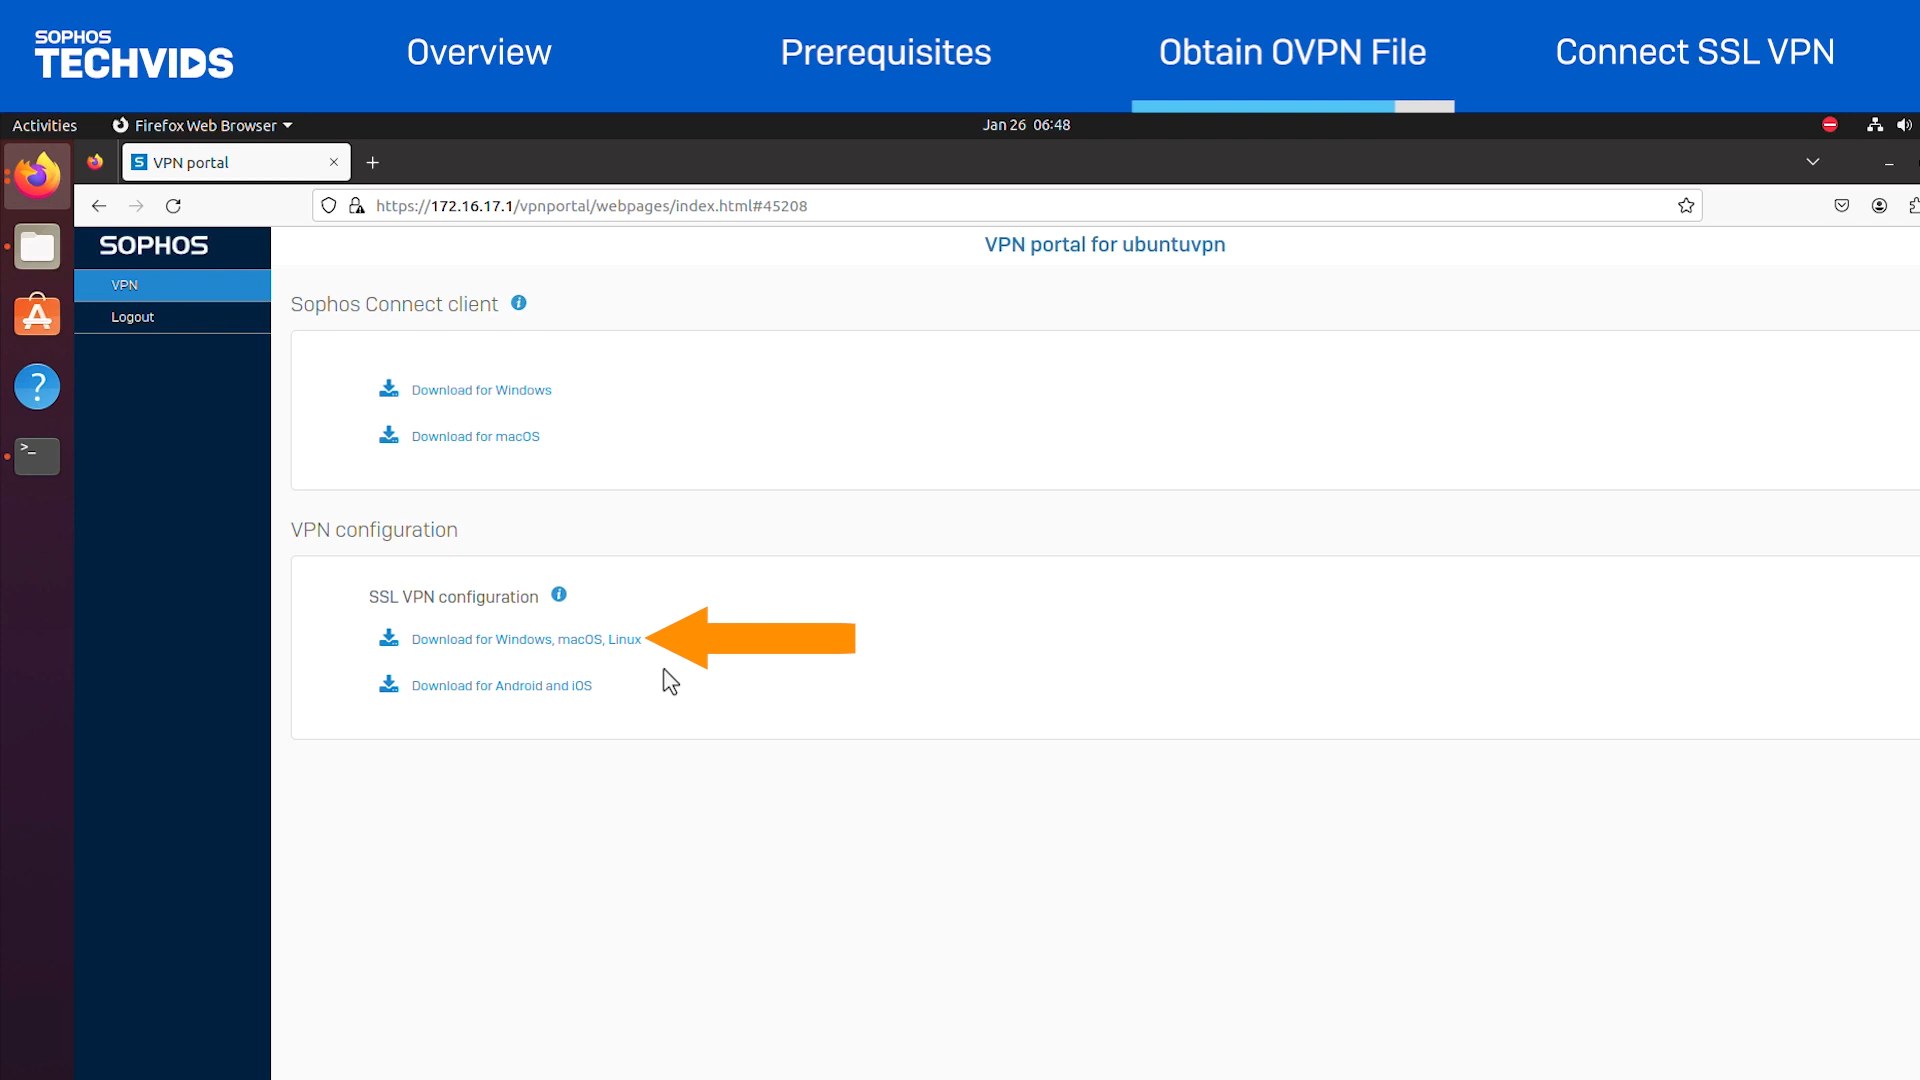 SOPHOS
TECHVIDS
Overview
Prerequisites
Obtain OVPN File
Connect SSL VPN
Activities
Firefox Web Browser
Jan 26 06:48
S
VPN portal
https://172.16.17.1/vpnportal/webpages/index.html#45208
SOPHOS
VPN portal for ubuntuvpn
VPN
Logout
Sophos Connect client
Download for Windows
Download for macOS
VPN configuration
SSL VPN configuration
Download for Windows, macOS, Linux
Download for Android and iOS